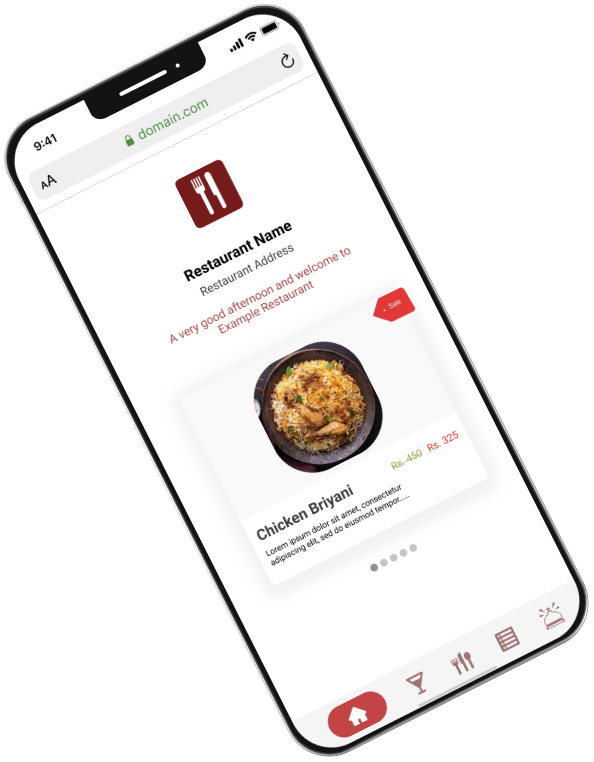 9:41
AA
domain.com
Restaurant Name
Restaurant Address
A very good afternoon and welcome to
Example Restaurant
Sale
Rs. 450 Rs. 325
Chicken Briyani
Lorem ipsum dolor sit amet, consectetur
adipiscing elit, sed do eiusmod tempor.....